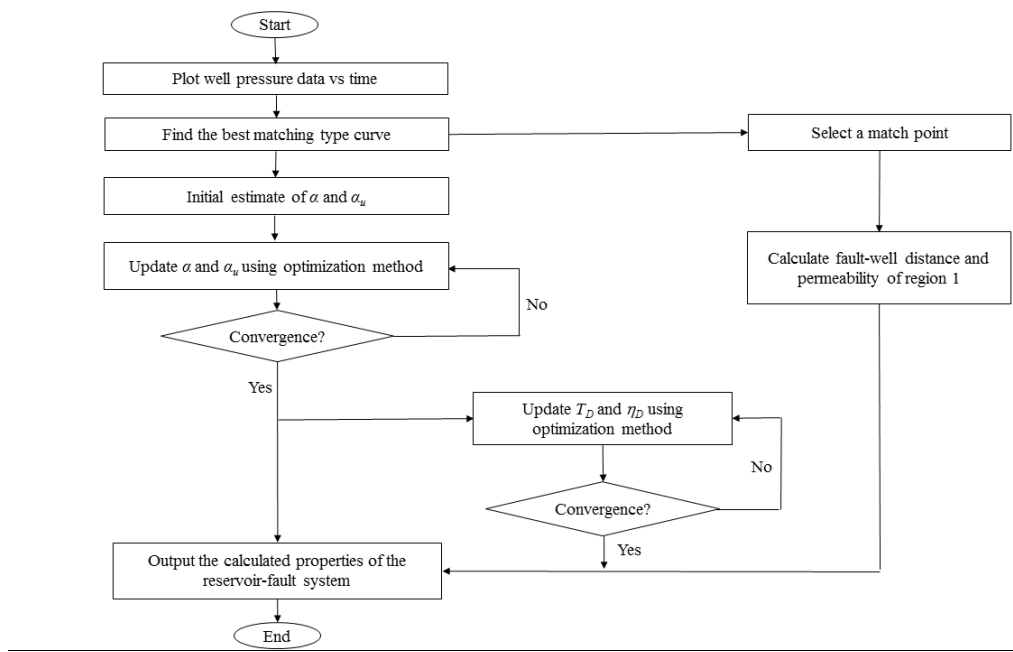 Start
Plot well pressure data vs time
Find the best matching type curve
Select a match point
Initial estimate of α and αu
Update α and αu using optimization method
Calculate fault-well distance and
permeability of region 1
No
Convergence?
Yes
Update TD and ηD using
optimization method
No
Convergence?
Yes
Output the calculated properties of the
reservoir-fault system
End